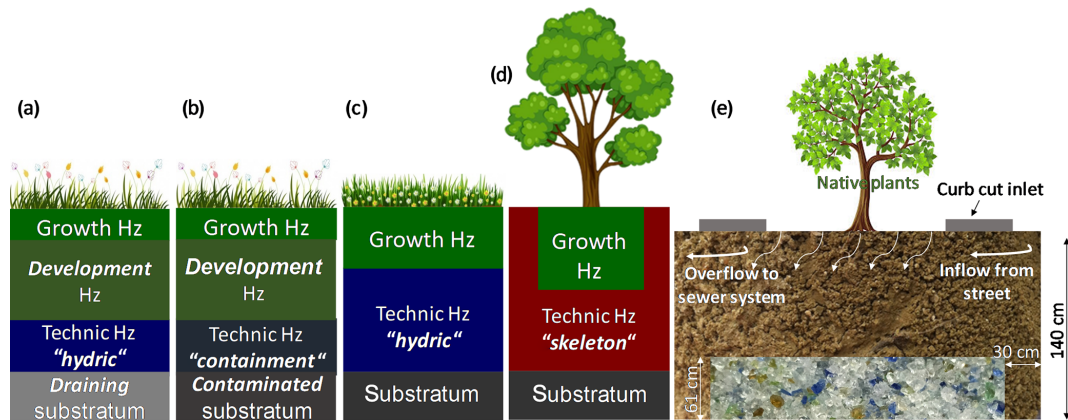 (a)
Growth Hz
Development
Hz
Technic Hz
“hydric“
Draining
substratum
(b)
Growth Hz
Development
Hz
Technic Hz
“containment“
Contaminated
substratum
(c)
Growth Hz
Technic Hz
“hydric“
Substratum
(d)
Growth
Hz
Technic Hz
“skeleton“
Substratum
(e)
Native plants
Curb cut inlet
Overflow to
sewer system
Inflow from
street
140 cm
30 cm
61 cm